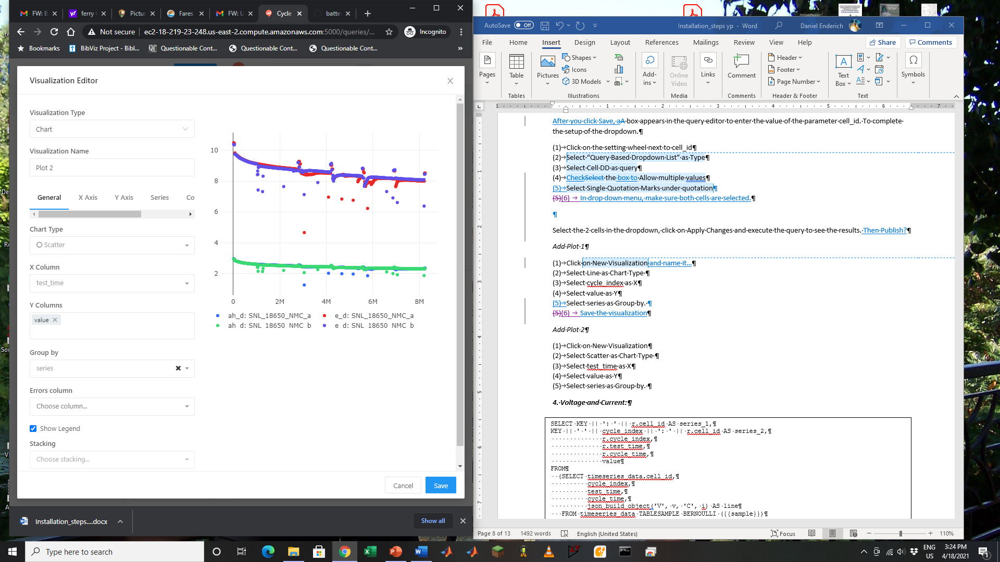 FW: B
ferry t
Pictur
Fares
FW: U
Cycle
batte
Not secure
ec2-18-219-23-248.us-east-2.compute.amazonaws.com:5000/queries/...
Incognito
Bookmarks
BibViz Project - Bibl...
QC
Questionable Cont...
Questionable Cont...
Questionable Cont...
Visualization Editor
Visualization Type
Chart
Visualization Name
Plot 2
General
X Axis
Y Axis
Series
Co
Chart Type
Scatter
X Column
test_time
Y Columns
value
Group by
series
Errors column
Choose column...
Show Legend
Stacking
Choose stacking...
10
8
6
4
2
0
2M
4M
6M
8M
ah_d: SNL_18650_NMC_a
e_d: SNL_18650_NMC_a
ah d: SNL 18650 NMC b
e d: SNL 18650 NMC b
Cancel
Save
Installation_steps....docx
Show all
AutoSave
Off
Installation_steps yp - Word
Daniel Enderich
File
Home
Insert
Design
Layout
References
Mailings
Review
View
Help
Share
Comments
Pages
Table
Pictures
Shapes
Icons
3D Models
Add-
ins
Online
Video
Links
Comment
Header
Footer
Page Number
Text
Box
Symbols
Tables
Illustrations
Media
Comments
Header & Footer
Text
After·you·click·Save,·aA·box·appears·in·the·query·editor·to·enter·the·value·of·the·parameter·cell_id.·To·complete·
the·setup·of·the·dropdown.¶
(1)→Click·on·the·setting·wheel·next·to·cell_id¶
(2)→Select·“Query·Based·Dropdown·List”·as·Type¶
(3)→Select·Cell·DD·as·query¶
(4)→CheckSelect·the·box·to·Allow·multiple·values¶
(5)→Select·Single·Quotation·Marks·under·quotation¶
(5)(6)·→·In·drop·down·menu,·make·sure·both·cells·are·selected.¶
¶
Select·the·2·cells·in·the·dropdown,·click·on·Apply·Changes·and·execute·the·query·to·see·the·results.·Then·Publish?¶
Add·Plot·1¶
(1)→Click·on·New·Visualization·and·name·it...¶
(2)→Select·Line·as·Chart·Type·¶
(3)→Select·cycle_index·as·X¶
(4)→Select·value·as·Y¶
(5)→Select·series·as·Group·by.·¶
(5)(6)·→·Save·the·visualization¶
Add·Plot·2¶
(1)→Click·on·New·Visualization¶
(2)→Select·Scatter·as·Chart·Type·¶
(3)→Select·test_time·as·X¶
(4)→Select·value·as·Y¶
(5)→Select·series·as·Group·by.·¶
4.·Voltage·and·Current:¶
SELECT·KEY·||·':·'·||·r.cell_id·AS·series_1,¶
KEY·||·'·'·||·cycle_index·||·':·'·||·r.cell_id·AS·series_2,¶
r.cycle_index,¶
r.test_time,¶
r.cycle_time,¶
value¶
FROM¶
(SELECT·timeseries_data.cell_id,¶
cycle_index,¶
test_time,¶
cycle_time,¶
json_build_object('V',·v,·'C',·i)·AS·line¶
FROM·timeseries_data·TABLESAMPLE·BERNOULLI·({{sample}})¶
Page 8 of 13
1492 words
English (United States)
Focus
110%
Type here to search
ENG
US
3:24 PM
4/18/2021
1